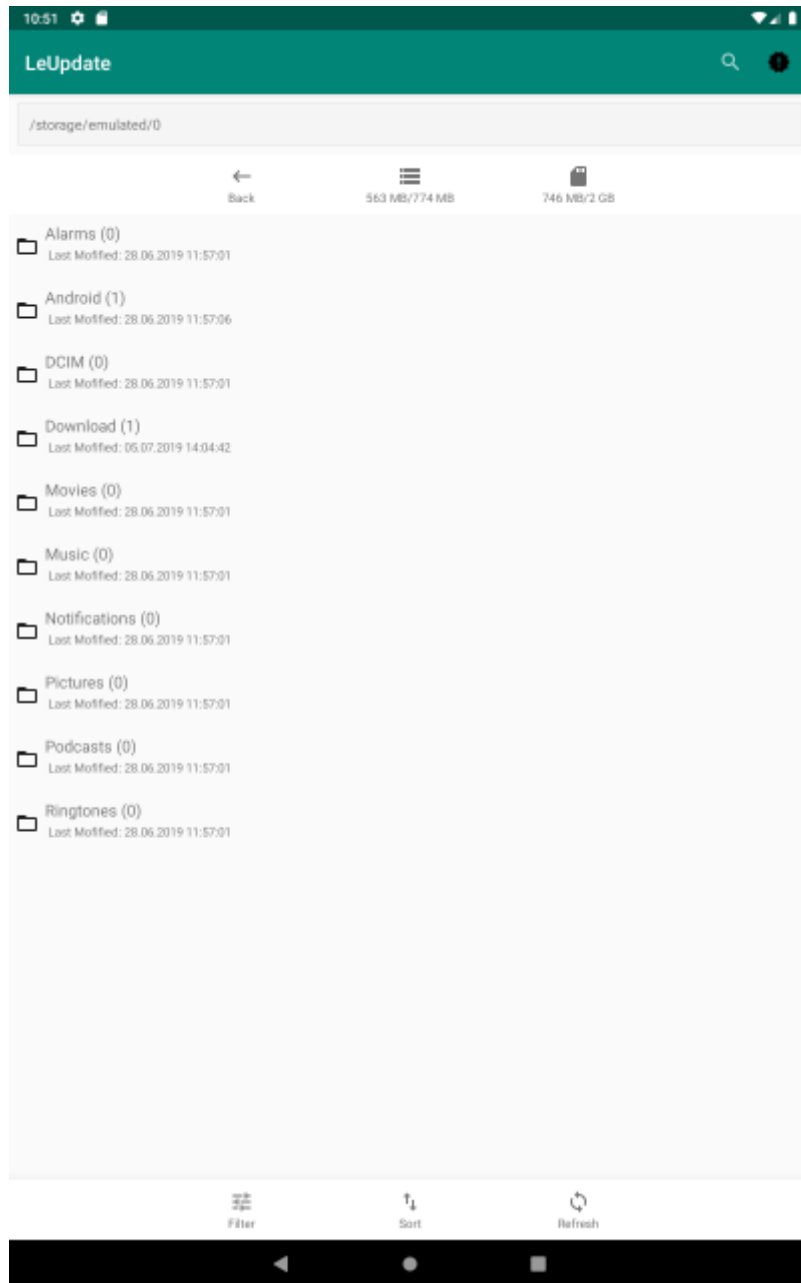 10:51
LeUpdate
/storage/emulated/0
Back
563 MB/774 MB
746 MB/2 GB
Alarms (0)
Last Mofified: 28.06.2019 11:57:01
Android (1)
Last Mofified: 28.06.2019 11:57:06
DCIM (0)
Last Mofified: 28.06.2019 11:57:01
Download (1)
Last Mofified: 05.07.2019 14:04:42
Movies (0)
Last Mofified: 28.06.2019 11:57:01
Music (0)
Last Mofified: 28.06.2019 11:57:01
Notifications (0)
Last Mofified: 28.06.2019 11:57:01
Pictures (0)
Last Mofified: 28.06.2019 11:57:01
Podcasts (0)
Last Mofified: 28.06.2019 11:57:01
Ringtones (0)
Last Mofified: 28.06.2019 11:57:01
Filter
Sort
Refresh